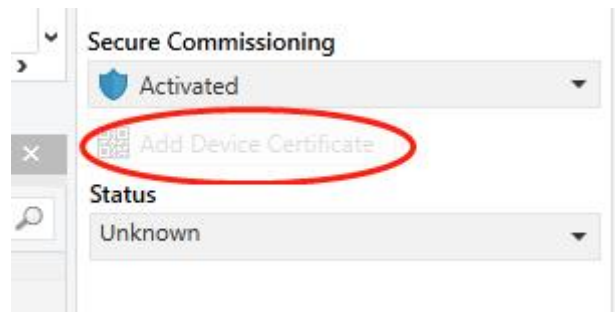 Secure Commissioning
Activated
Add Device Certificate
Status
Unknown